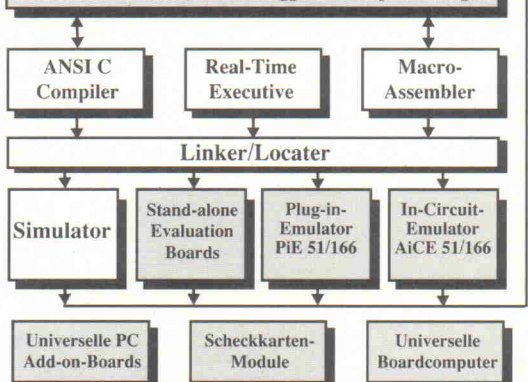 ANSI C
Compiler
Real-Time
Executive
Macro-
Assembler
Linker/Locater
Simulator
Stand-alone
Evaluation
Boards
Plug-in-
Emulator
PiE 51/166
In-Circuit-
Emulator
AiCE 51/166
Universelle PC
Add-on-Boards
Scheckkarten-
Module
Universelle
Boardcomputer